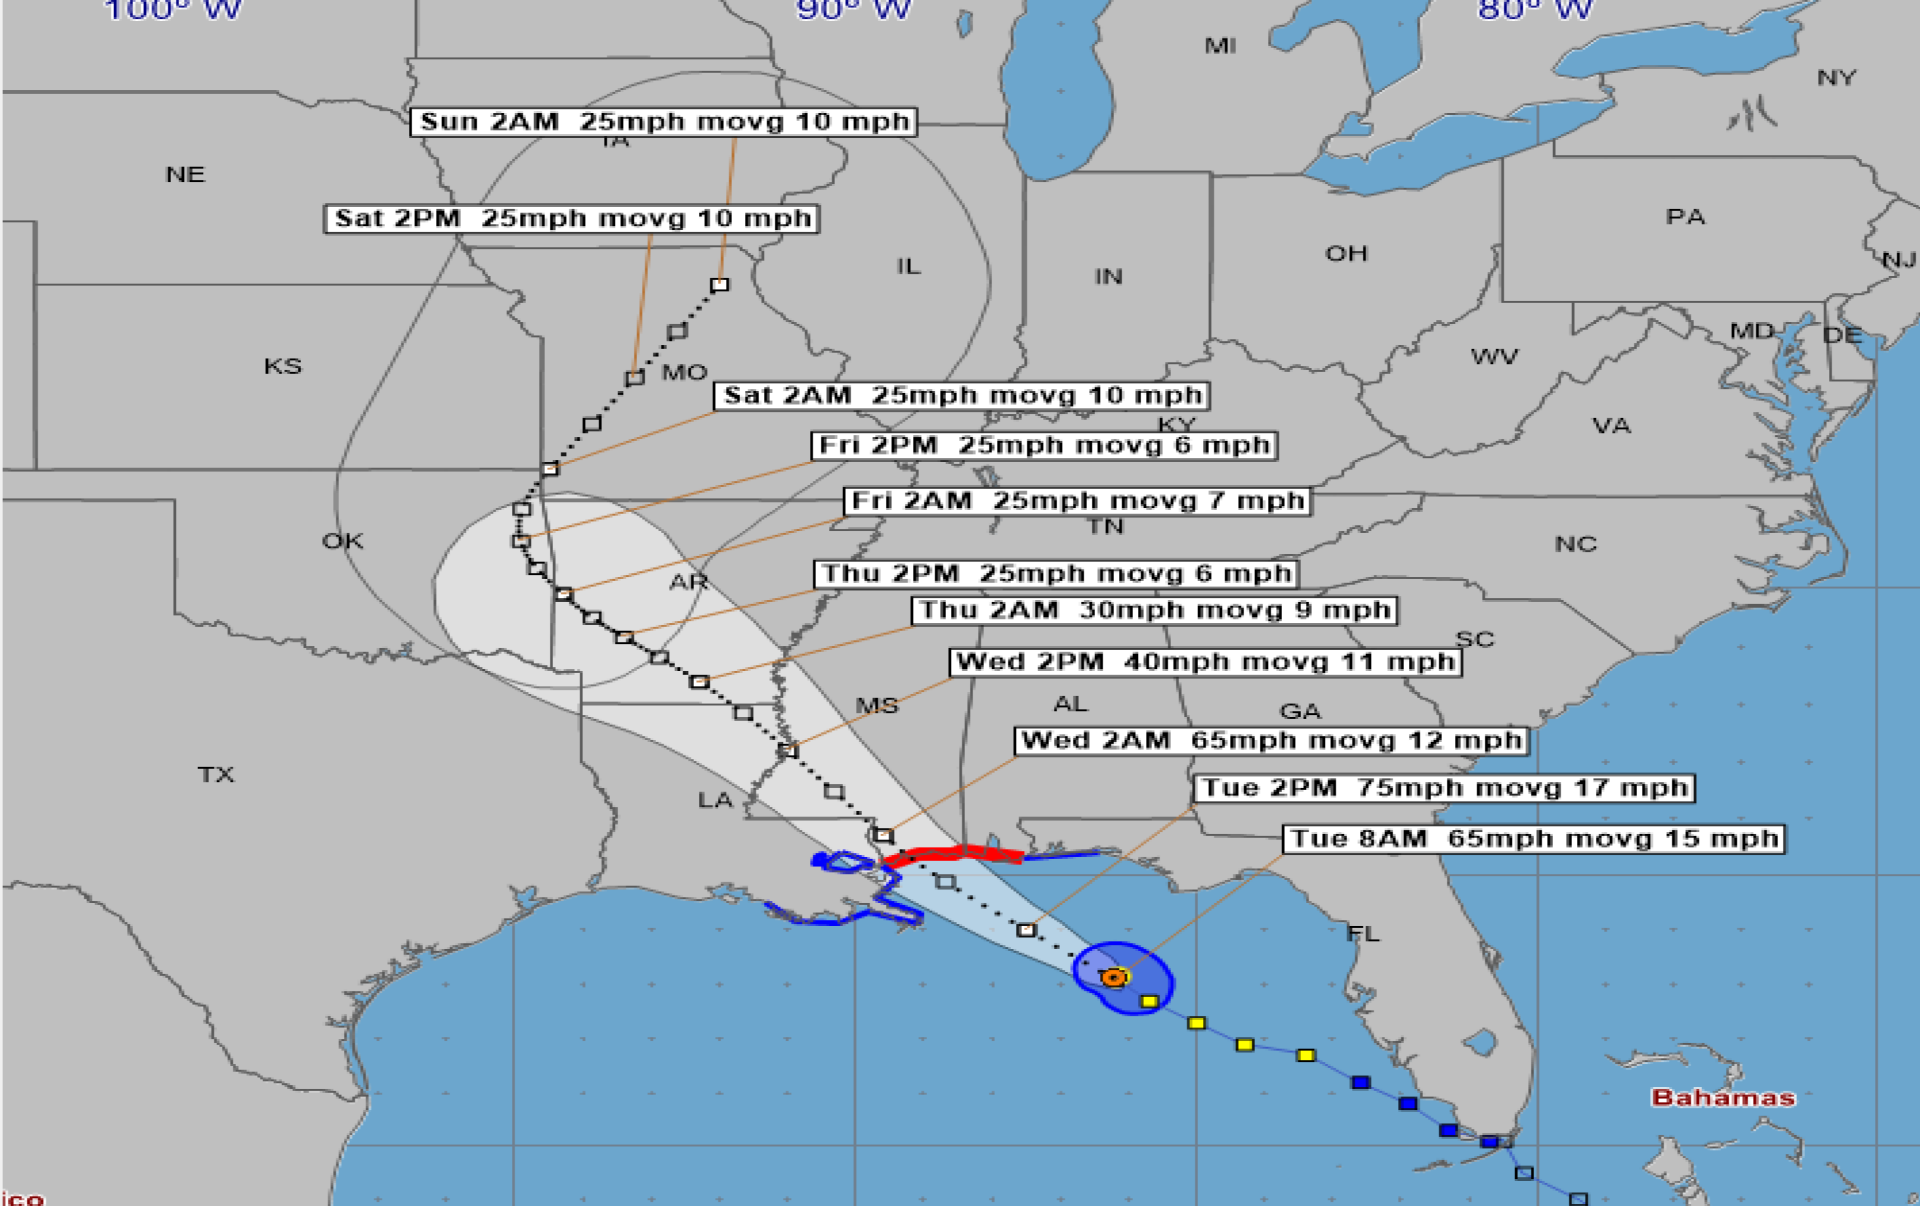 100° W
90° W
80° W
MI
NY
Sun 2AM 25mph movg 10 mph
IA
NE
Sat 2PM 25mph movg 10 mph
PA
NJ
OH
IL
IN
MD
DE
WV
KS
MO
Sat 2AM 25mph movg 10 mph
KY
VA
Fri 2PM 25mph movg 6 mph
Fri 2AM 25mph movg 7 mph
TN
OK
NC
AR
Thu 2PM 25mph movg 6 mph
Thu 2AM 30mph movg 9 mph
SC
Wed 2PM 40mph movg 11 mph
MS
AL
GA
Wed 2AM 65mph movg 12 mph
TX
Tue 2PM 75mph movg 17 mph
LA
Tue 8AM 65mph movg 15 mph
FL
Bahamas
ico